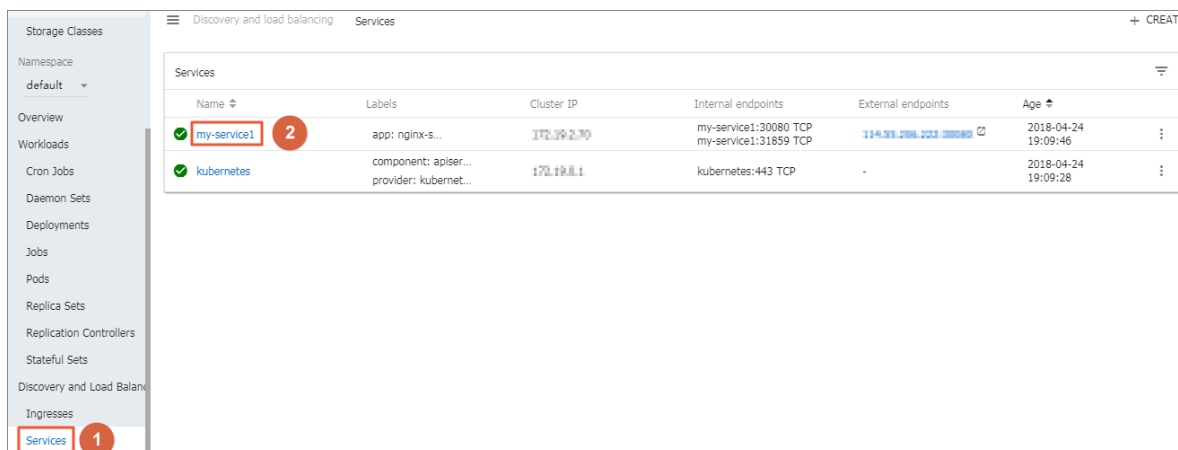 Storage Classes
Namespace
default
Overview
Workloads
Cron Jobs
Daemon Sets
Deployments
Jobs
Pods
Replica Sets
Replication Controllers
Stateful Sets
Discovery and Load Balanc
Ingresses
Services 1
Discovery and load balancing Services + CREAT
Services
Name Labels Cluster IP Internal endpoints External endpoints Age
my-service1 2 app: nginx-s... my-service1:30080 TCP 2018-04-24
my-service1:31859 TCP 19:09:46
kubernetes component: apiser... kubernetes:443 TCP - 2018-04-24
provider: kubernet... 19:09:28